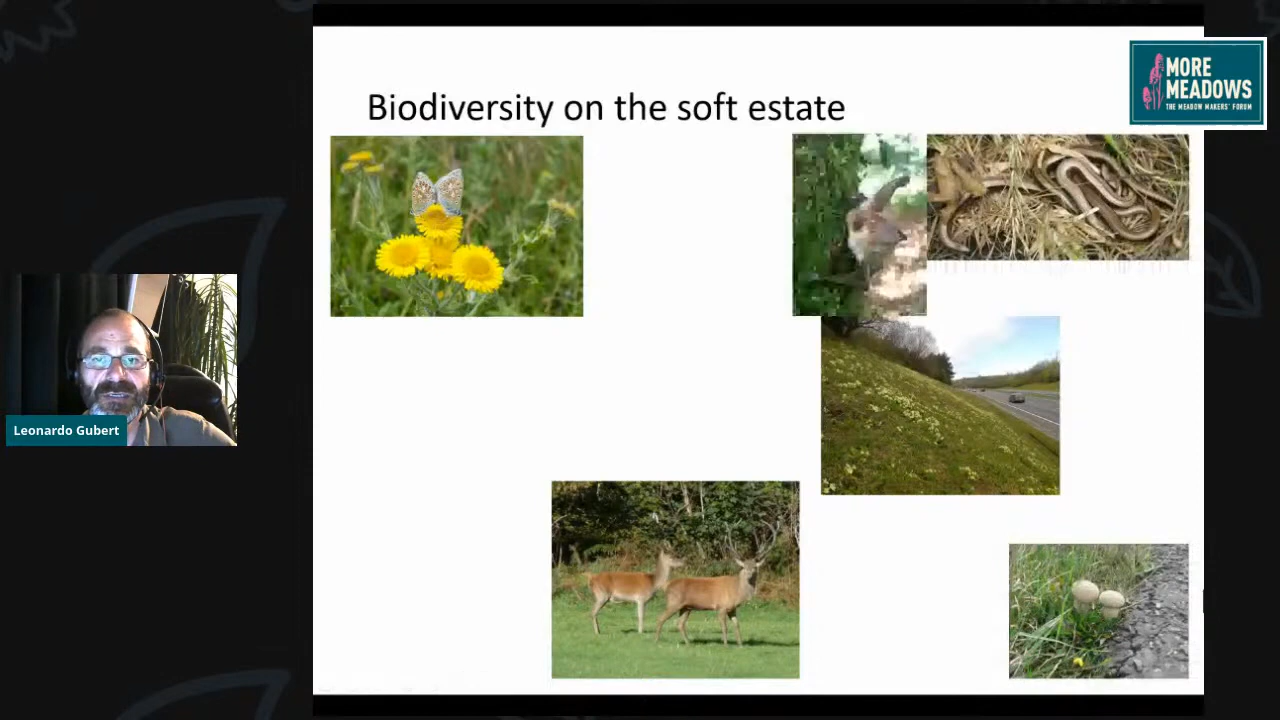 Biodiversity on the soft estate
MORE
MEADOWS
THE MEADOW MAKERS' FORUM
Leonardo Gubert